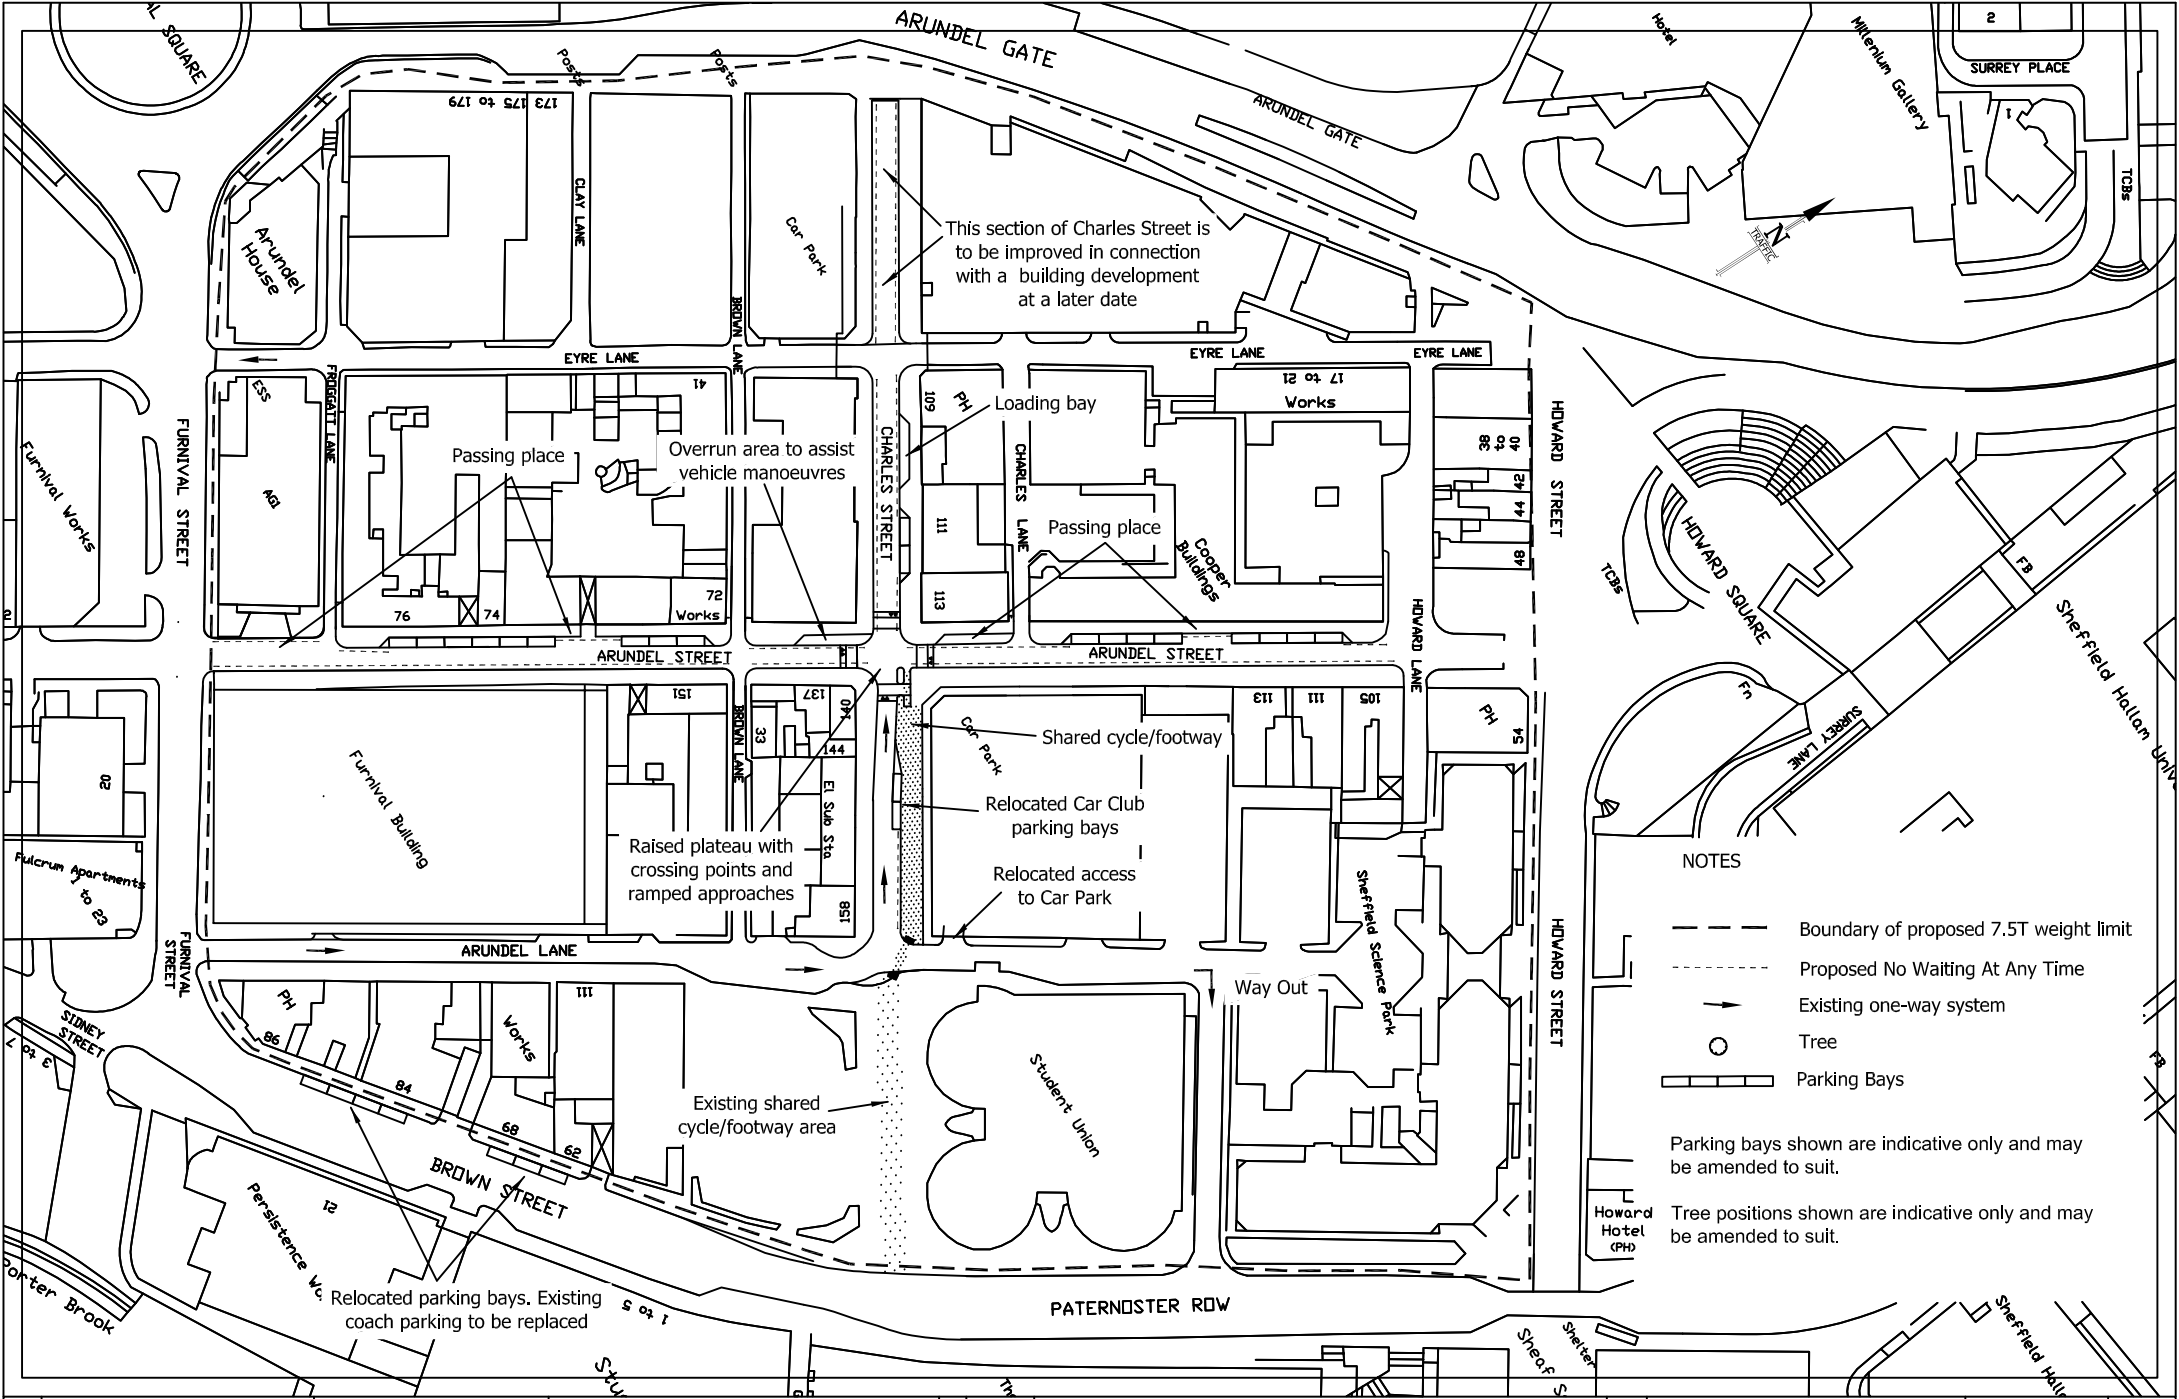 ARUNDEL GATE
Hotel
Millenium Gallery
2
SURREY PLACE
SQUARE
Posts
Posts
173
175
to 179
ARUNDEL GATE
1
TCBs
Car Park
CLAY LANE
Arundel
House
This section of Charles Street is
to be improved in connection
with a building development
at a later date
N
TRAFFIC
BROWN LANE
EYRE LANE
EYRE LANE
EYRE LANE
FROGGAT LANE
ESS
41
109
PH
Loading bay
17 to 21
Works
38
to
40
HOWARD STREET
FURNIVAL STREET
Furnival Works
AG1
Passing place
Overrun area to assist
vehicle manoeuvres
CHARLES STREET
CHARLES LANE
111
Passing place
Cooper
Buildings
42
44
48
TCBs
HOWARD SQUARE
FB
Sheffield Hallam
2
76
74
72
Works
113
HOWARD LANE
ARUNDEL STREET
ARUNDEL STREET
151
137
140
144
33
BROWN LANE
El Sub Sta
158
Car Park
Shared cycle/footway
113
111
105
PH
54
Fn
SURREY LANE
20
Furnival Building
Relocated Car Club
parking bays
Raised plateau with
crossing points and
ramped approaches
Relocated access
to Car Park
Fulcrum Apartments
1 to 23
Sheffield Science Park
NOTES
Boundary of proposed 7.5T weight limit
Proposed No Waiting At Any Time
Existing one-way system
Tree
Parking Bays
Parking bays shown are indicative only and may
be amended to suit.
Tree positions shown are indicative only and may
be amended to suit.
FURNIVAL
STREET
ARUNDEL LANE
HOWARD STREET
Way Out
SIDNEY
STREET
3 to 7
PH
86
84
Works
111
68
62
Existing shared
cycle/footway area
Student Union
FB
BROWN STREET
21
Persistence
Howard
Hotel
(PH)
Porter Brook
Relocated parking bays. Existing
coach parking to be replaced
1 to 5
PATERNOSTER ROW
Sheaf
Shelter
Sheffield